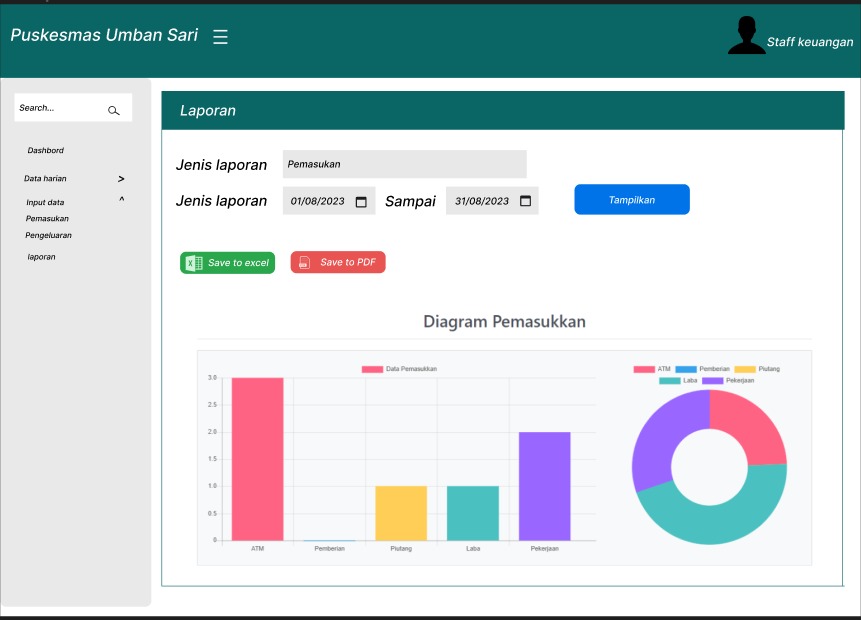 Puskesmas Umban Sari
Staff keuangan
Search...
Dashbord
Data harian >
Input data ^
Pemasukan
Pengeluaran
laporan
Laporan
Jenis laporan Pemasukan
Jenis laporan 01/08/2023 Sampai 31/08/2023 Tampilkan
Save to excel Save to PDF
Diagram Pemasukkan
Data Pemasukkan
3.0
2.5
2.0
1.5
1.0
0.5
0
ATM Pemberian Piutang Laba Pekerjaan
ATM Pemberian Piutang
Laba Pekerjaan